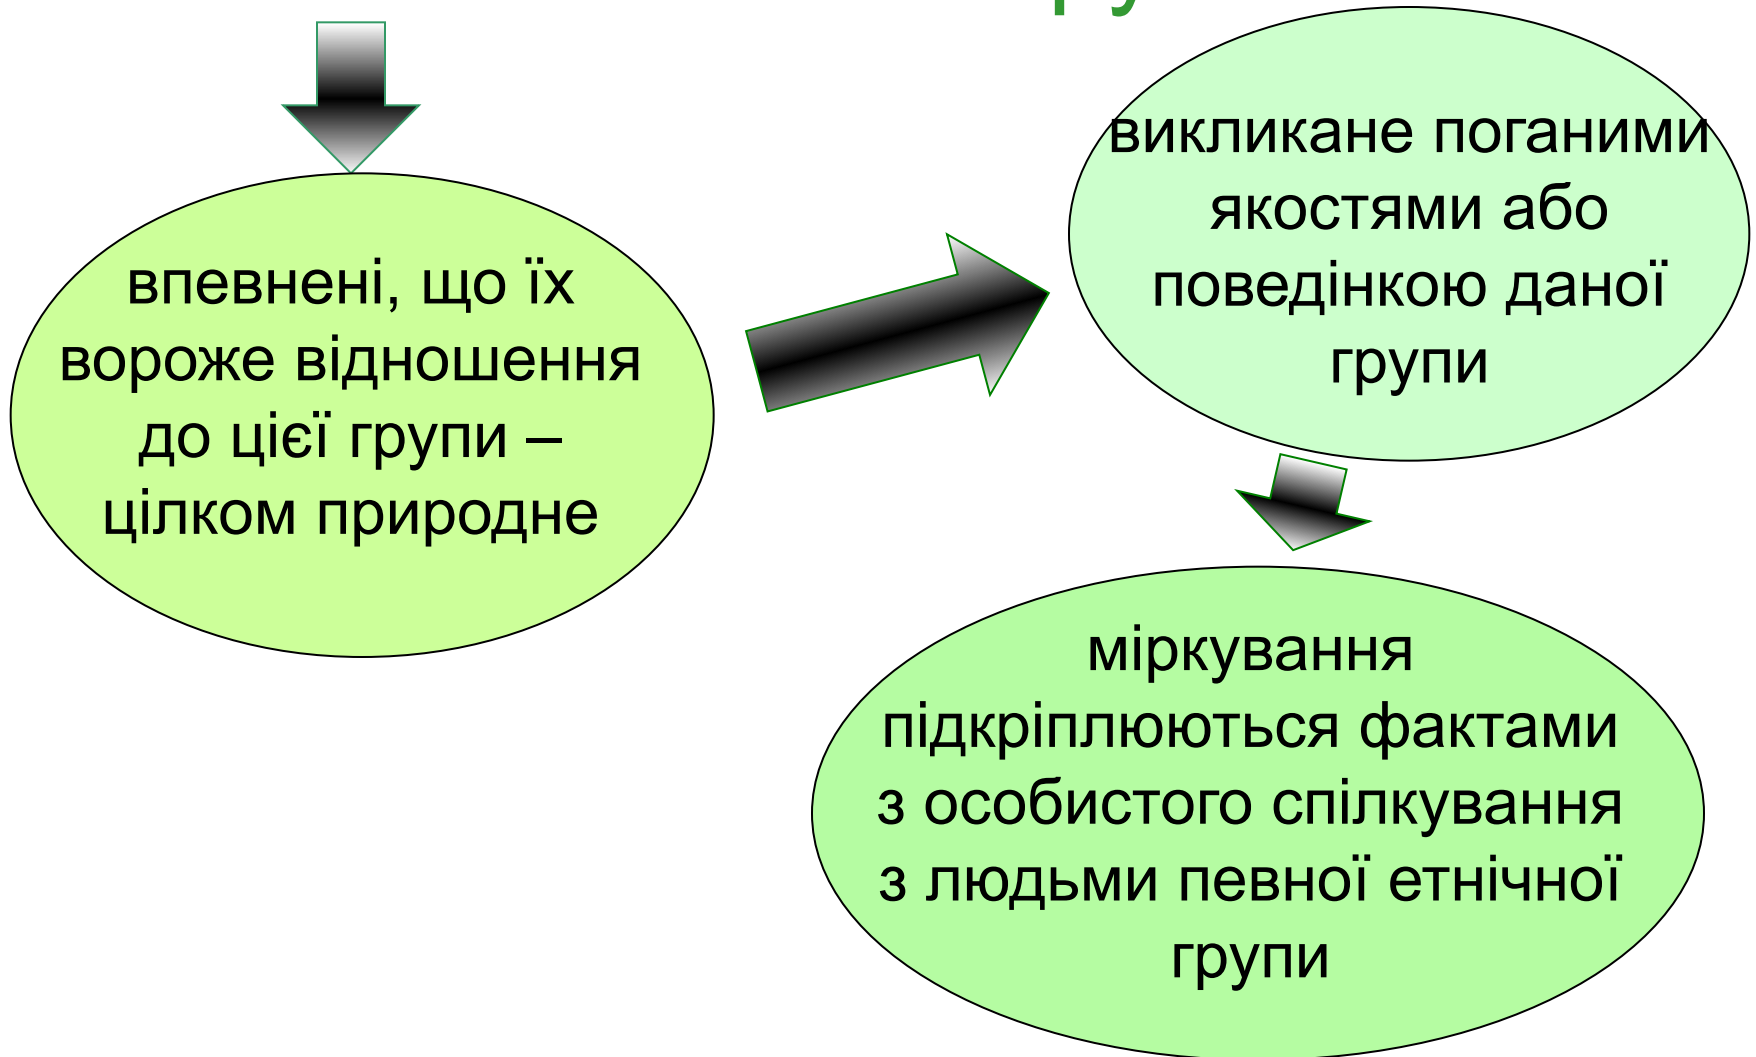 впевнені, що їх
вороже відношення
до цієї групи –
цілком природне
викликане поганими
якостями або
поведінкою даної
групи
міркування
підкріплюються фактами
з особистого спілкування
з людьми певної етнічної
групи